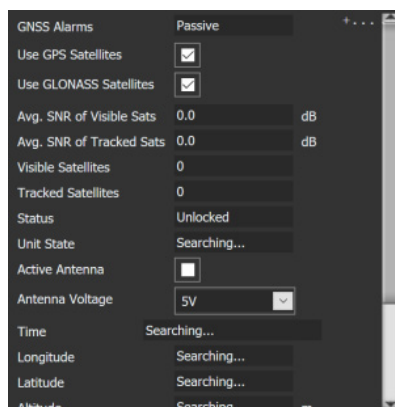 GNSS Alarms Passive + . . .
Use GPS Satellites
Use GLONASS Satellites
Avg. SNR of Visible Sats 0.0 dB
Avg. SNR of Tracked Sats 0.0 dB
Visible Satellites 0
Tracked Satellites 0
Status Unlocked
Unit State Searching...
Active Antenna
Antenna Voltage 5V
Time Searching...
Longitude Searching...
Latitude Searching...
Altitude Searching... m